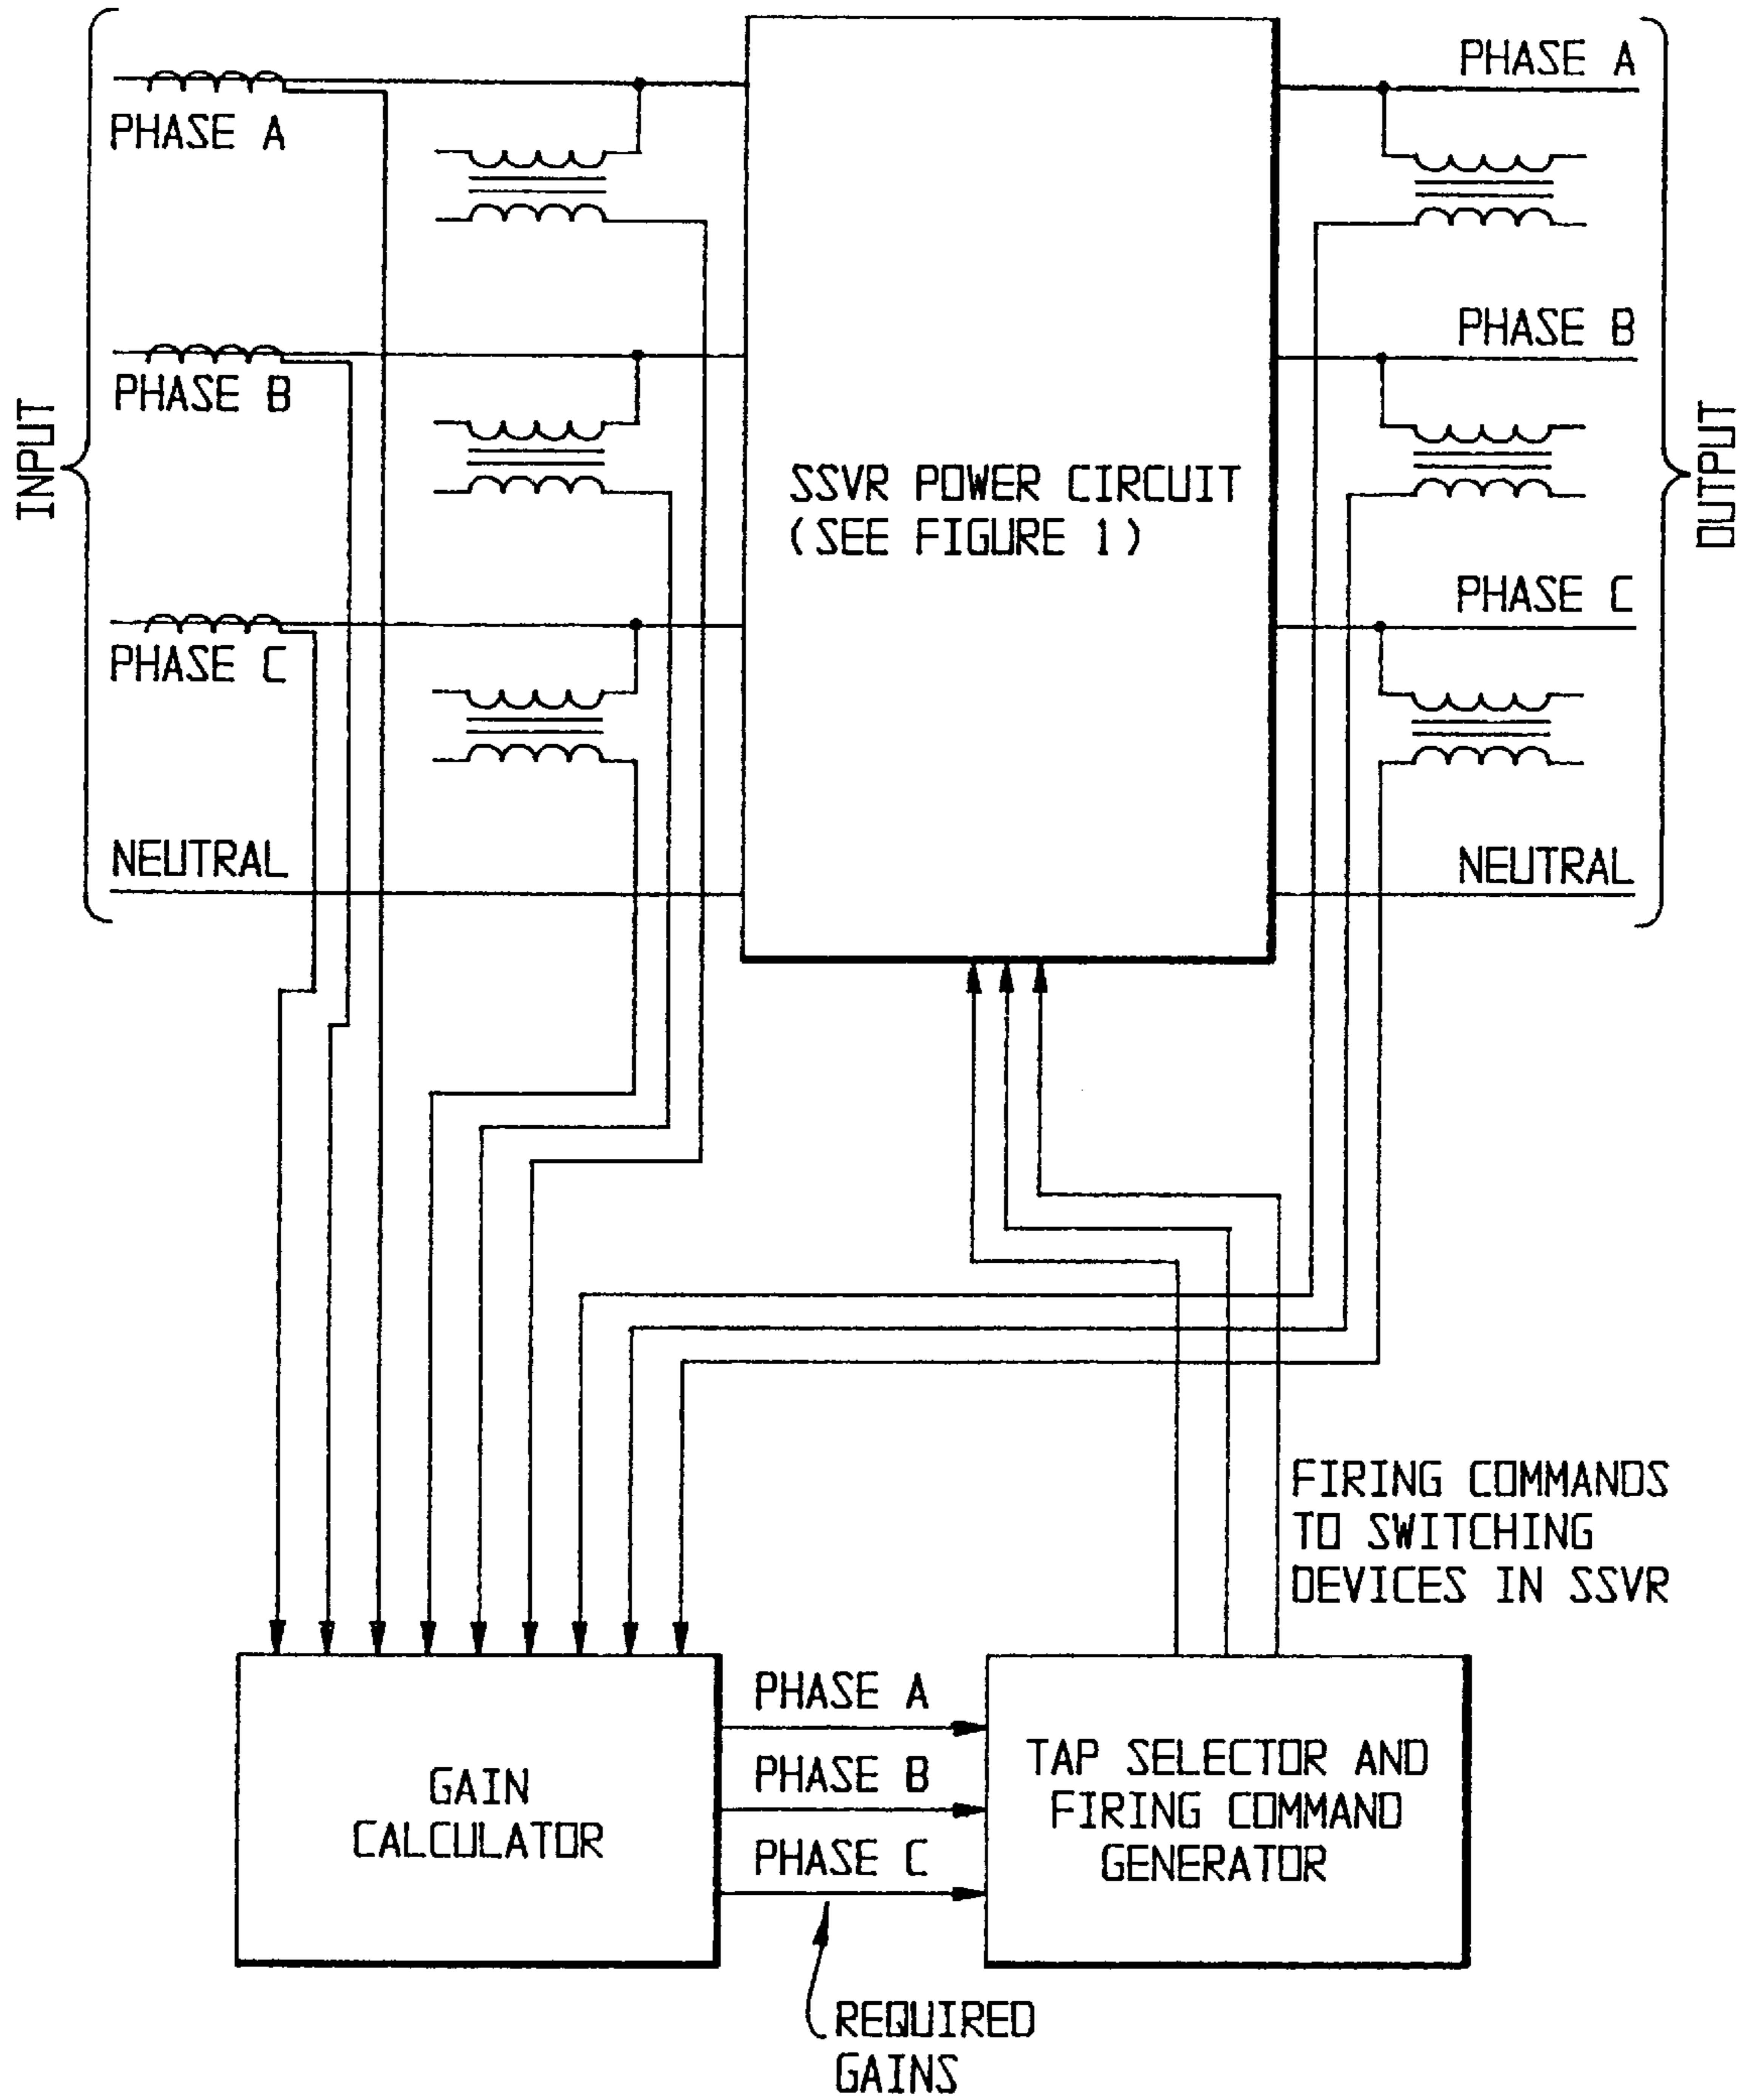 INPUT
PHASE A
PHASE B
PHASE C
NEUTRAL
SSVR POWER CIRCUIT
(SEE FIGURE 1)
PHASE A
PHASE B
PHASE C
NEUTRAL
OUTPUT
FIRING COMMANDS
TO SWITCHING
DEVICES IN SSVR
GAIN
CALCULATOR
PHASE A
PHASE B
PHASE C
REQUIRED
GAINS
TAP SELECTOR AND
FIRING COMMAND
GENERATOR